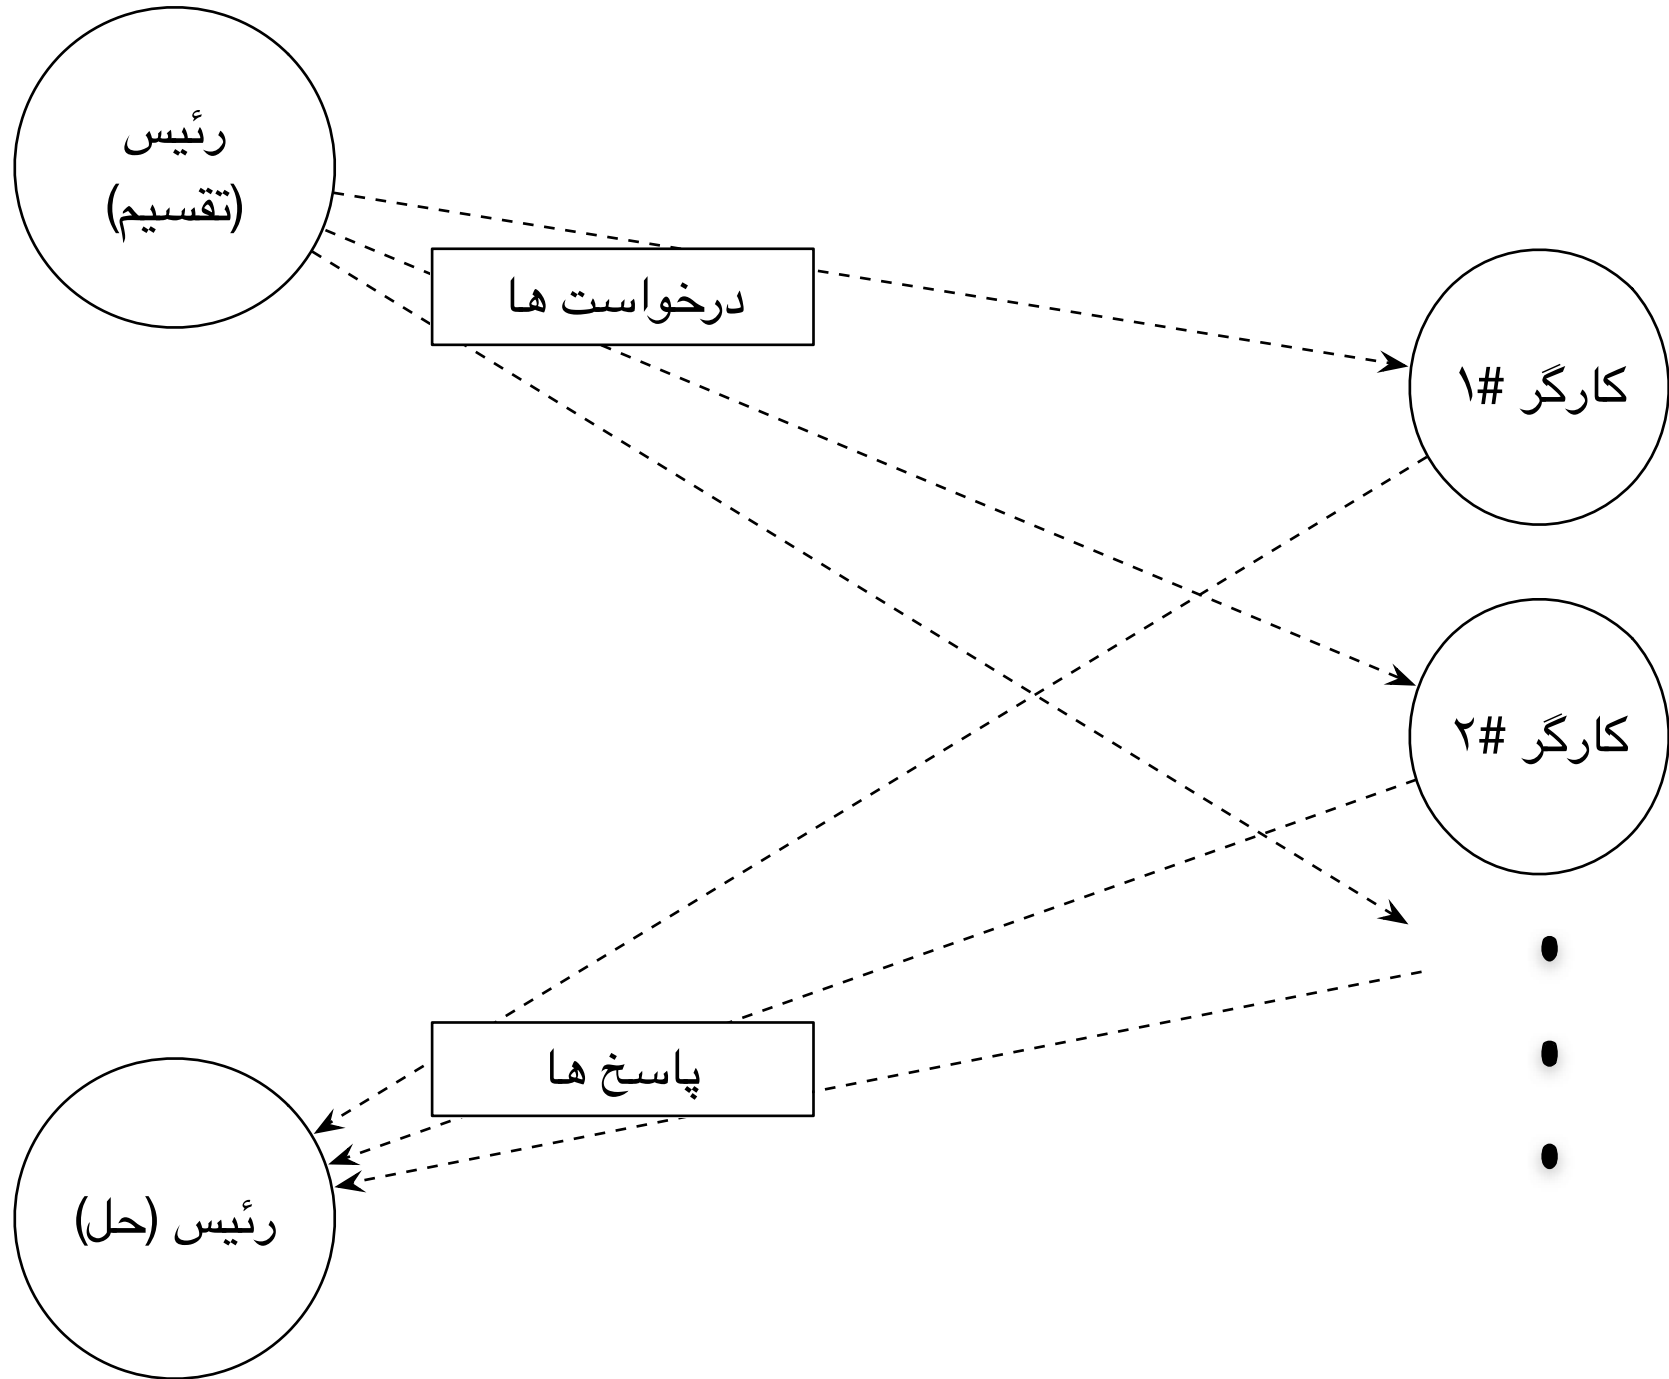 رئیس
(تقسیم)
درخواست ها
کارگر #۱
کارگر #۲
پاسخ ها
رئیس (حل)